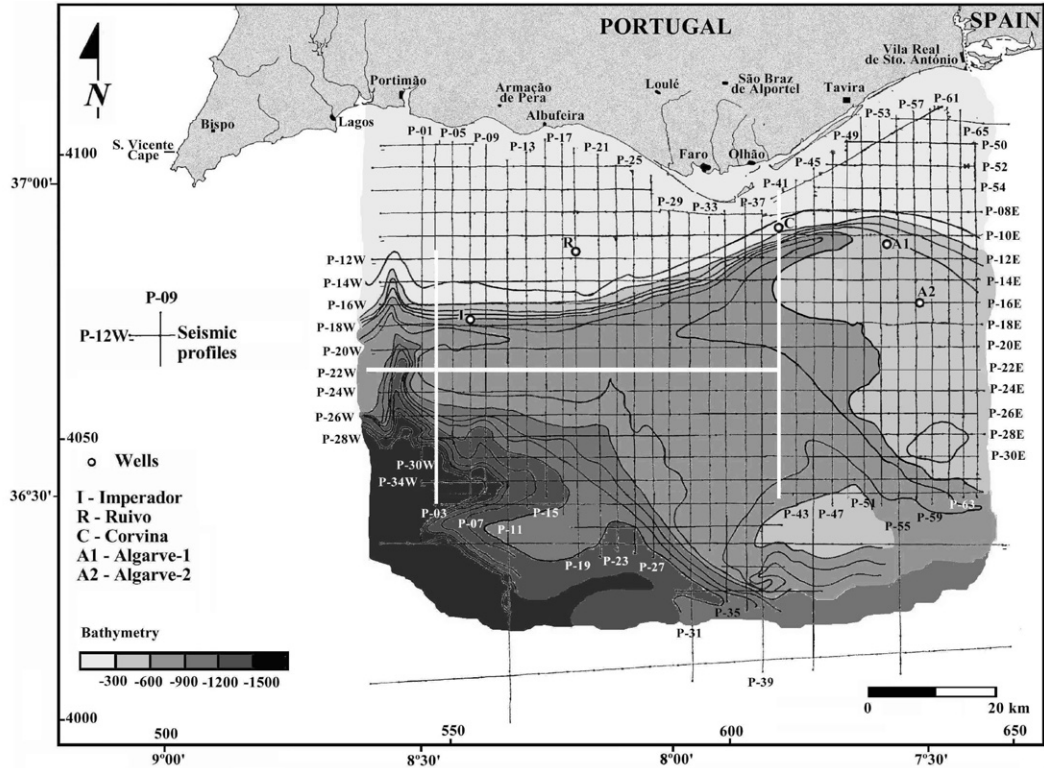 PORTUGAL
SPAIN
N
Vila Real
de Sto. António
Portimão
Armação
de Pera
Loulé
São Braz
de Alportel
Tavira
Lagos
Bispo
Albufeira
S. Vicente
Cape
Faro
Olhão
P-01
P-05
P-09
P-13
P-17
P-21
P-25
P-29
P-33
P-37
P-41
P-45
P-49
P-53
P-57
P-61
P-65
P-50
P-52
P-54
P-08E
P-10E
P-12E
P-14E
P-16E
P-18E
P-20E
P-22E
P-24E
P-26E
P-28E
P-30E
P-12W
P-14W
P-16W
P-18W
P-20W
P-22W
P-24W
P-26W
P-28W
P-30W
P-34W
R
C
A1
A2
I
P-09
P-12W
Seismic
profiles
Wells
I - Imperador
R - Ruivo
C - Corvina
A1 - Algarve-1
A2 - Algarve-2
P-03
P-07
P-11
P-15
P-19
P-23
P-27
P-31
P-35
P-39
P-43
P-47
P-51
P-55
P-59
P-63
Bathymetry
-300 -600 -900 -1200 -1500
0 20 km
4100
37°00'
4050
36°30'
4000
500 550 600 650
9°00' 8°30' 8°00' 7°30'